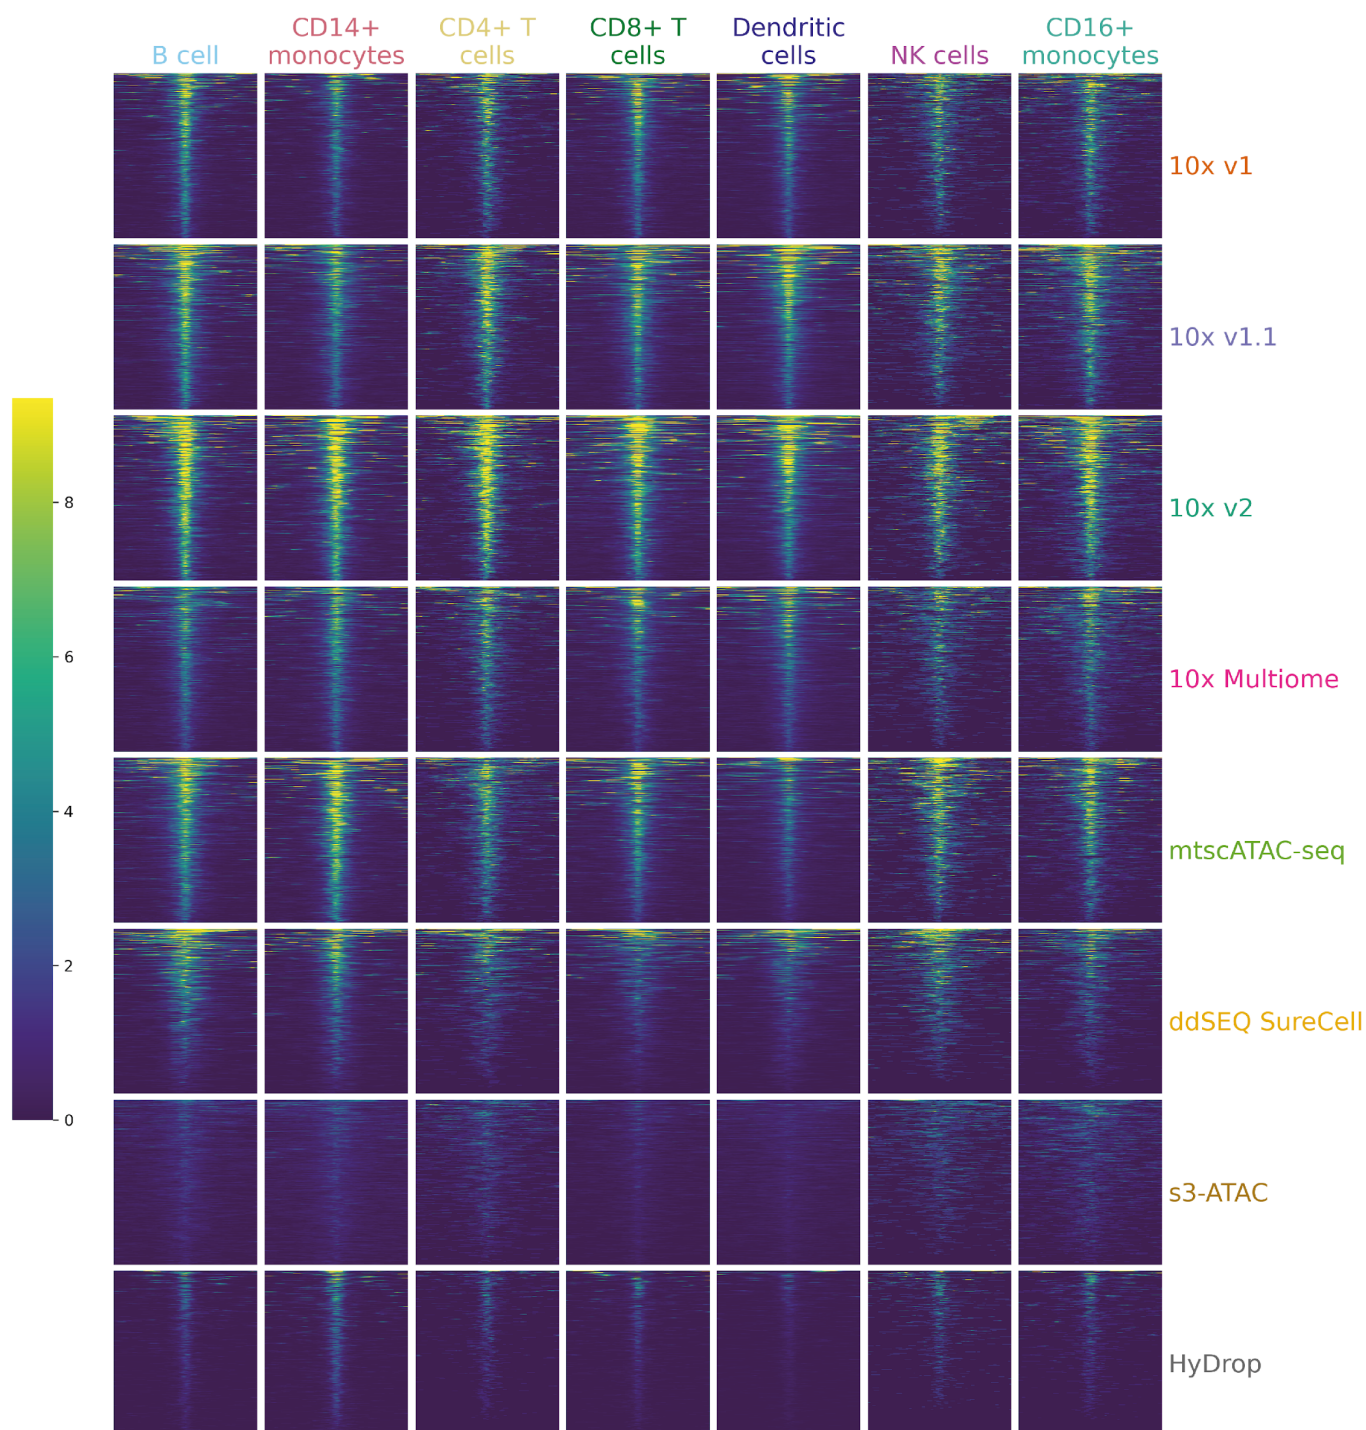 B cell
CD14+
monocytes
CD4+ T
cells
CD8+ T
cells
Dendritic
cells
NK cells
CD16+
monocytes
10x v1
10x v1.1
10x v2
10x Multiome
mtscATAC-seq
ddSEQ SureCell
s3-ATAC
HyDrop
8
6
4
2
0